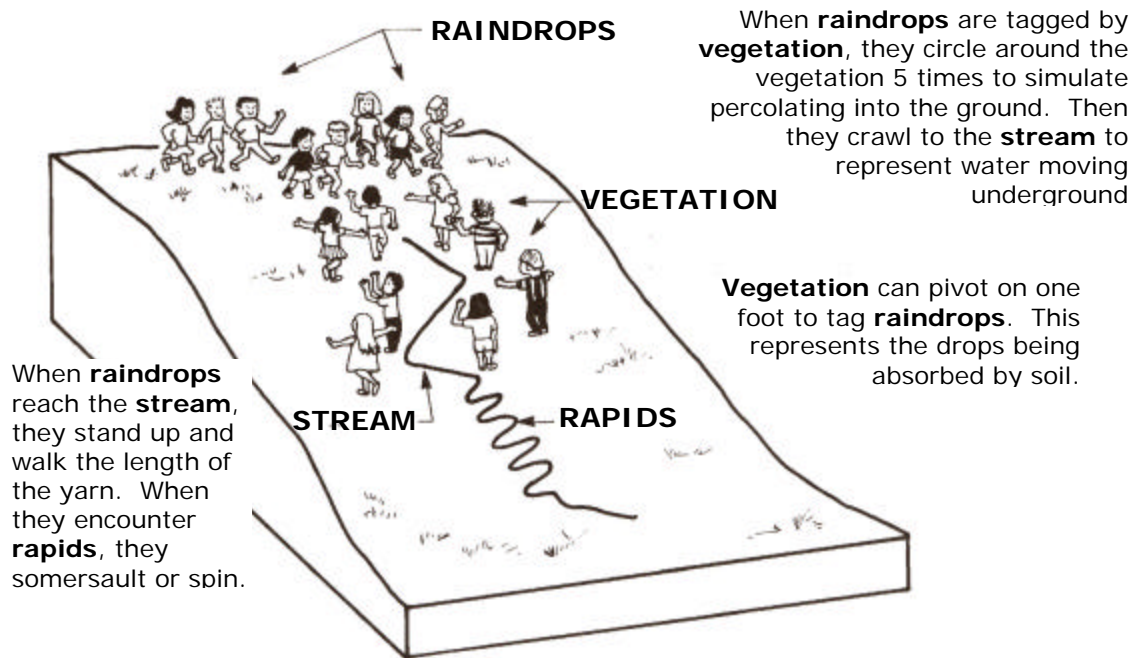 RAINDROPS
When raindrops are tagged by
vegetation, they circle around the
vegetation 5 times to simulate
percolating into the ground. Then
they crawl to the stream to
represent water moving
underground
VEGETATION
Vegetation can pivot on one
foot to tag raindrops. This
represents the drops being
absorbed by soil.
When raindrops
reach the stream,
they stand up and
walk the length of
the yarn. When
they encounter
rapids, they
somersault or spin.
STREAM
RAPIDS